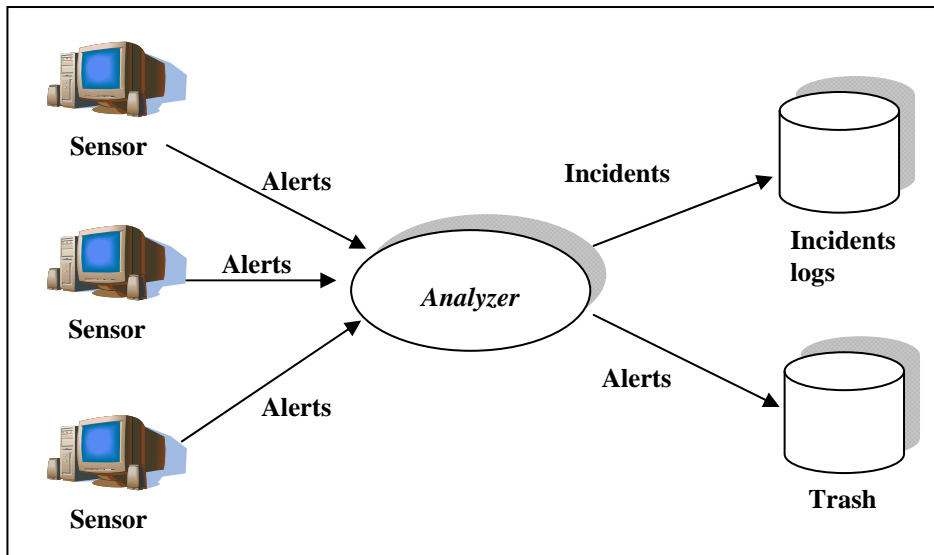 Sensor
Alerts
Incidents
Incidents
logs
Sensor
Alerts
Analyzer
Alerts
Sensor
Alerts
Trash